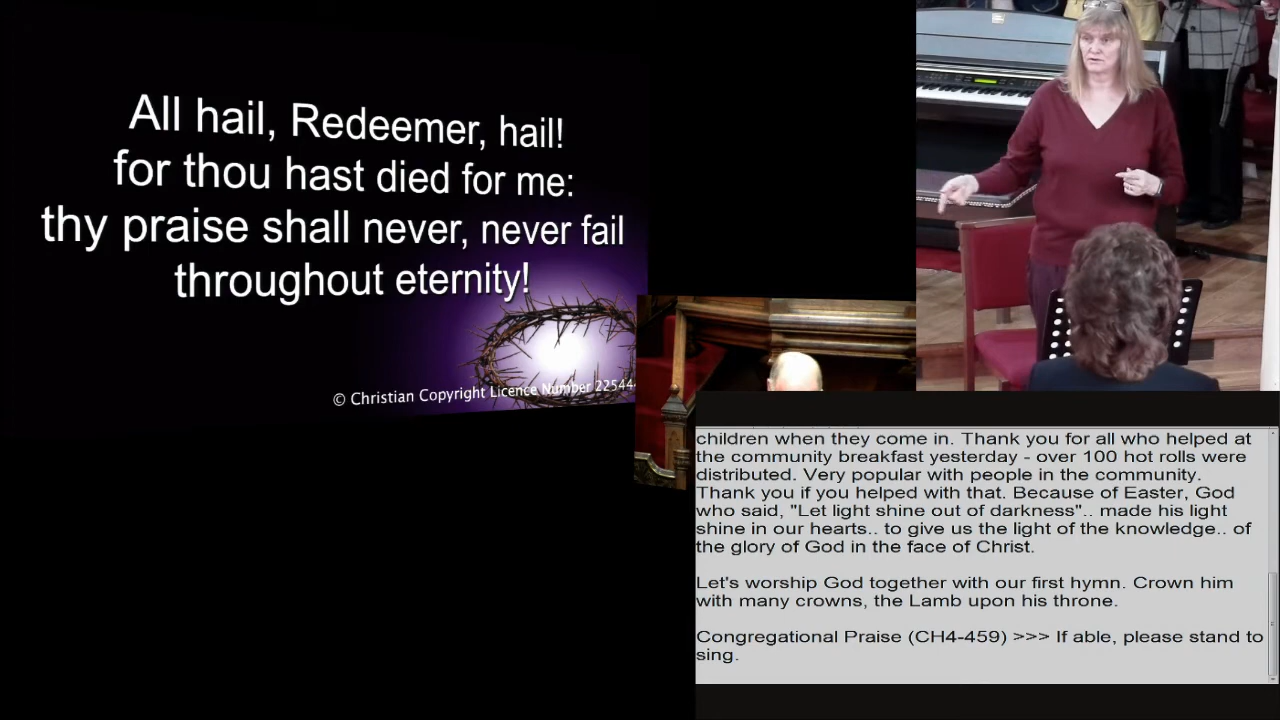 All hail, Redeemer, hail!
for thou hast died for me:
thy praise shall never, never fail
throughout eternity!
© Christian Copyright Licence Number 22544
children when they come in. Thank you for all who helped at
the community breakfast yesterday - over 100 hot rolls were
distributed. Very popular with people in the community.
Thank you if you helped with that. Because of Easter, God
who said, "Let light shine out of darkness".. made his light
shine in our hearts.. to give us the light of the knowledge.. of
the glory of God in the face of Christ.
Let's worship God together with our first hymn. Crown him
with many crowns, the Lamb upon his throne.
Congregational Praise (CH4-459) >>> If able, please stand to
sing.